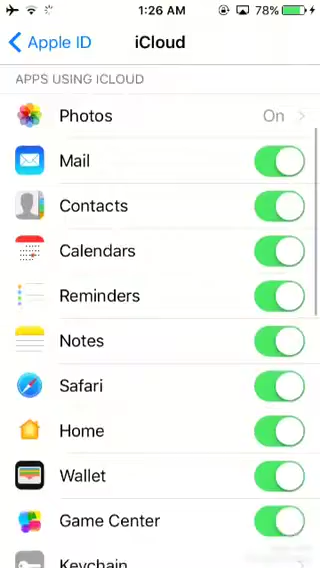 1:26 AM
78%
Apple ID
iCloud
APPS USING ICLOUD
Photos
On
Mail
Contacts
Calendars
Reminders
Notes
Safari
Home
Wallet
Game Center
Keychain